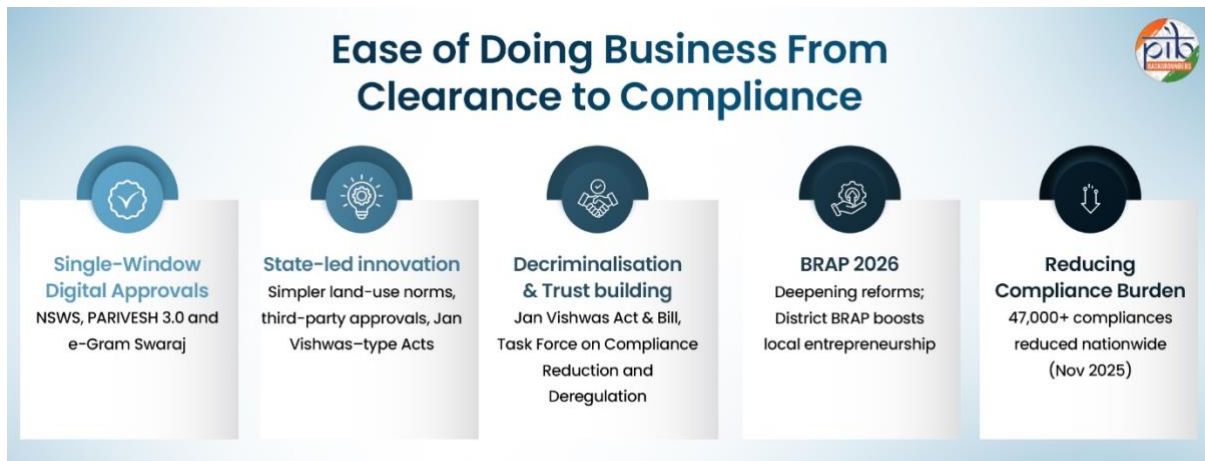 Ease of Doing Business From
Clearance to Compliance
pib
BACKGROUNDERS
Single-Window
Digital Approvals
NSWS, PARIVESH 3.0 and
e-Gram Swaraj
State-led innovation
Simpler land-use norms,
third-party approvals, Jan
Vishwas–type Acts
Decriminalisation
& Trust building
Jan Vishwas Act & Bill,
Task Force on Compliance
Reduction and
Deregulation
BRAP 2026
Deepening reforms;
District BRAP boosts
local entrepreneurship
Reducing
Compliance Burden
47,000+ compliances
reduced nationwide
(Nov 2025)